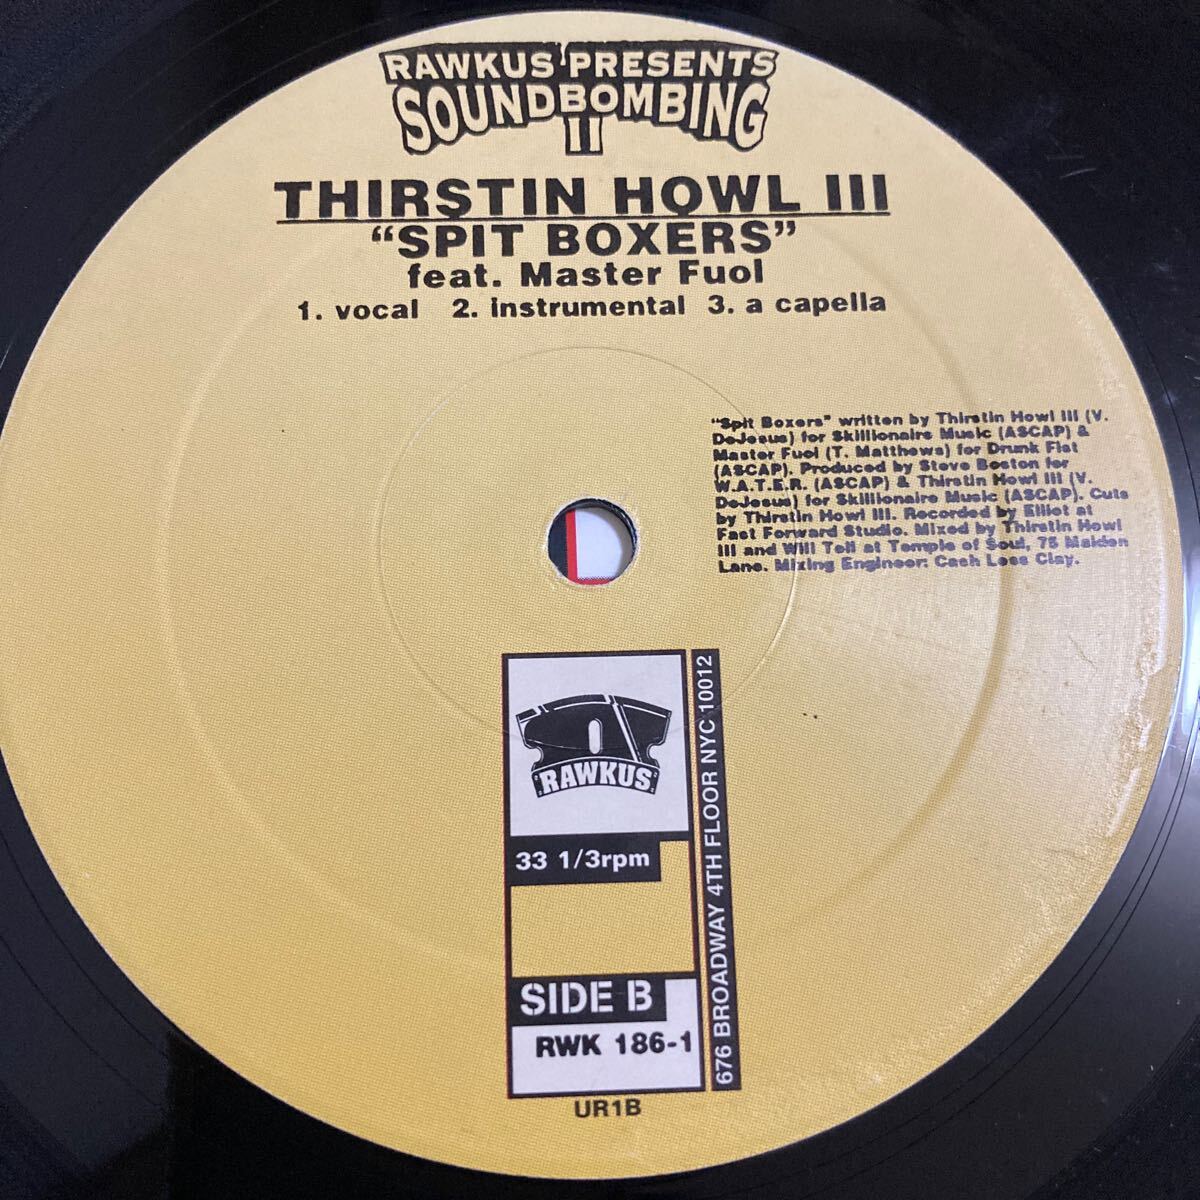 RAWKUS PRESENTS
SOUNDBOMBING
II
THIRSTIN HOWL III
“SPIT BOXERS”
feat. Master Fuol
1. vocal 2. instrumental 3. a capella
"Spit Boxers" written by Thirstin Howl III (V.
DeJesus) for Skillionaire Music (ASCAP) &
Master Fuol (T. Matthews) for Drunk Fist
(ASCAP). Produced by Steve Boston for
W.A.T.E.R. (ASCAP) & Thirstin Howl III (V.
DeJesus) for Skillionaire Music (ASCAP). Cuts
by Thirstin Howl III. Recorded by Elliot at
Fast Forward Studio. Mixed by Thirstin Howl
III and Will Tell at Temple of Soul, 75 Maiden
Lane. Mixing Engineer: Cash Less Clay.
RAWKUS
33 1/3rpm
SIDE B
RWK 186-1
676 BROADWAY 4TH FLOOR NYC 10012
UR1B